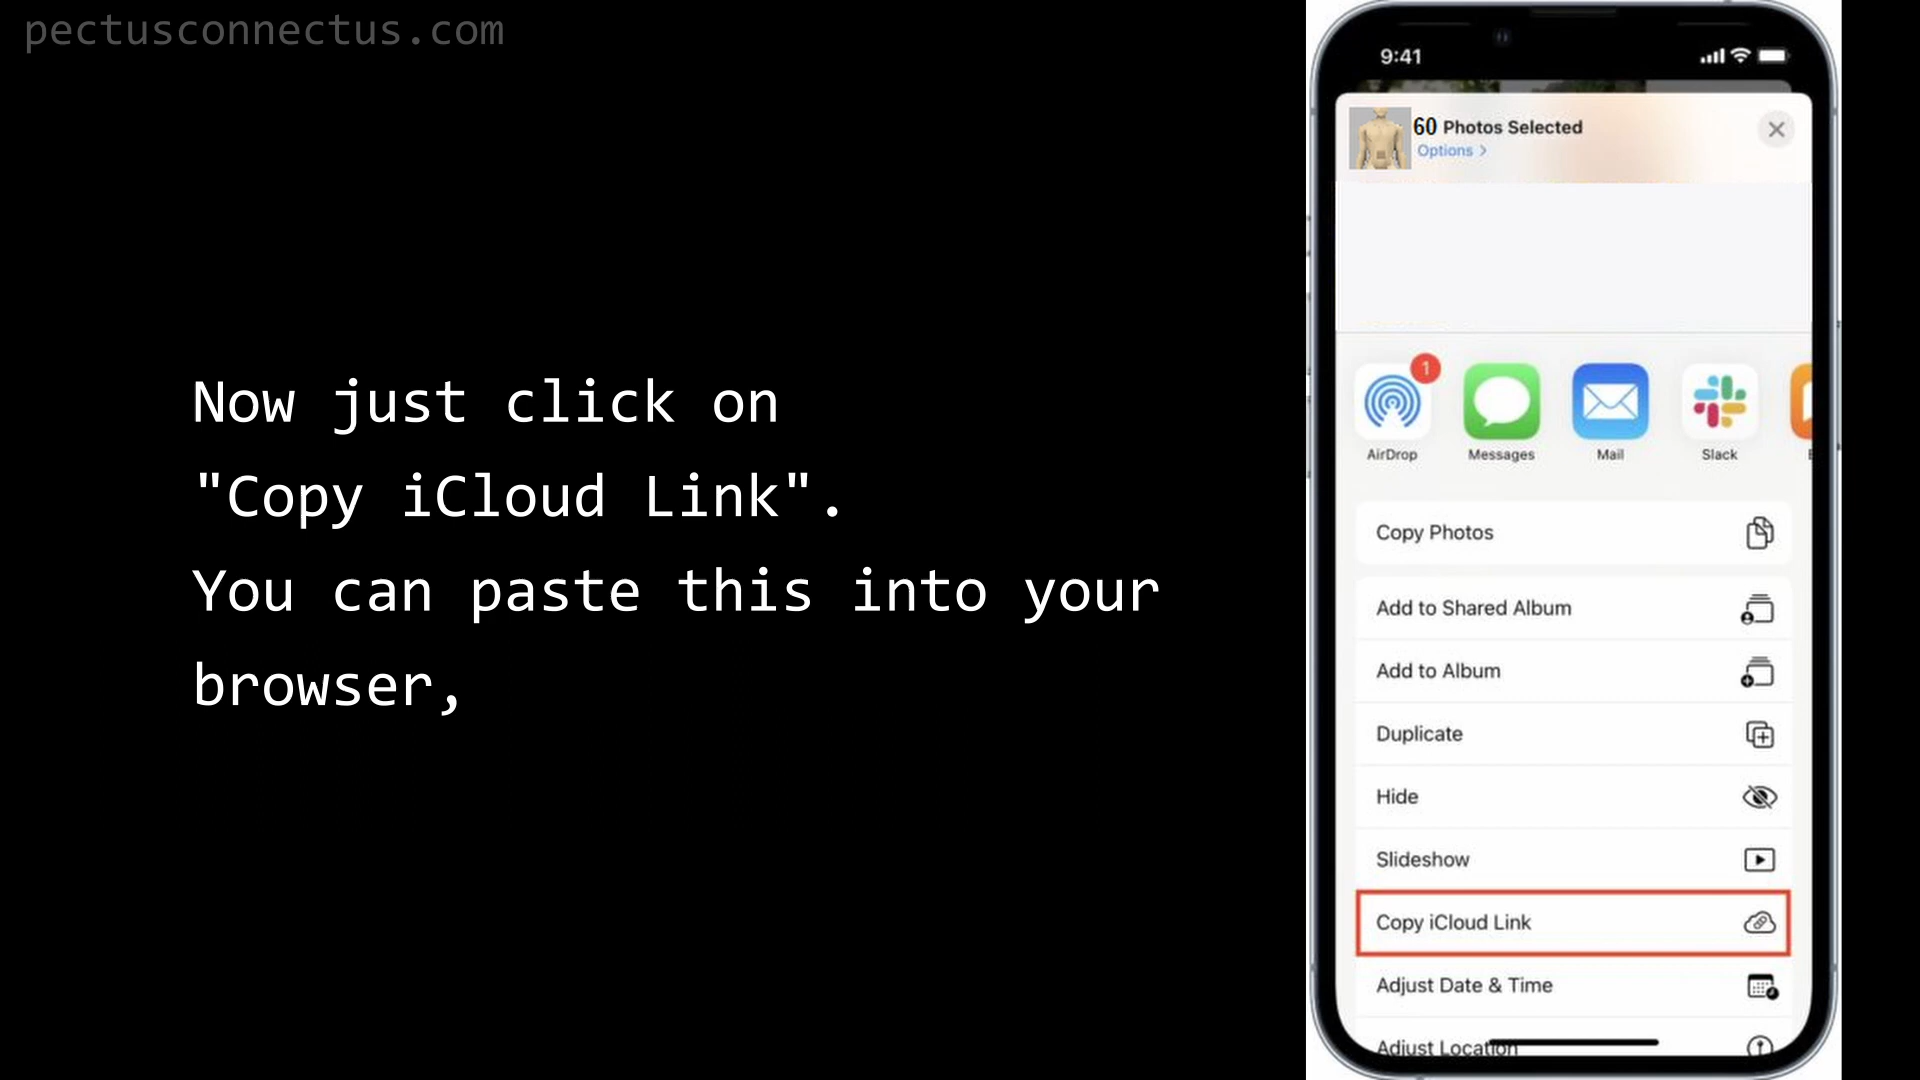 pectusconnectus.com
Now just click on
"Copy iCloud Link".
You can paste this into your
browser,
9:41
60 Photos Selected
Options >
1
AirDrop
Messages
Mail
Slack
Copy Photos
Add to Shared Album
Add to Album
Duplicate
Hide
Slideshow
Copy iCloud Link
Adjust Date & Time
Adjust Location